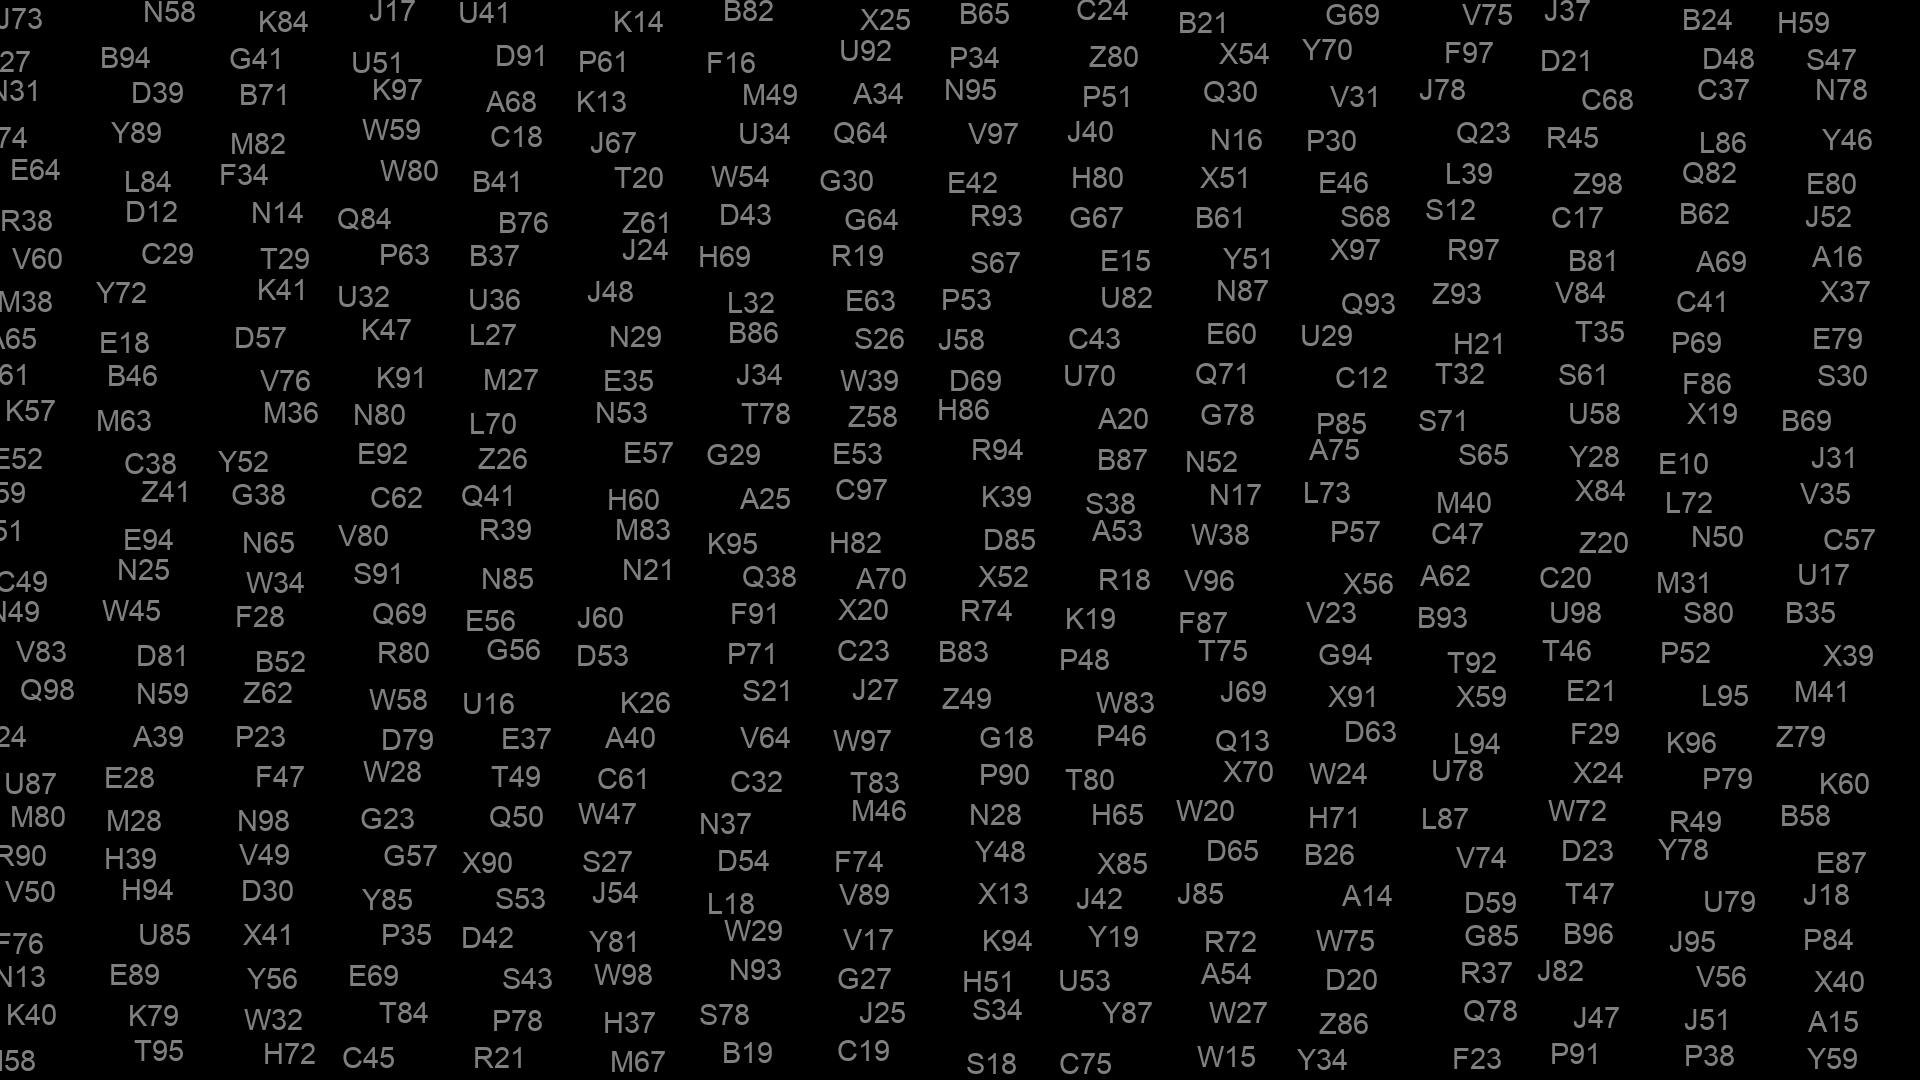 J73 N58 K84 J17 U41 K14 B82 X25 B65 C24 B21 G69 V75 J37 B24 H59
27 B94 G41 U51 D91 P61 F16 U92 P34 Z80 X54 Y70 F97 D21 D48 S47
N31 D39 B71 K97 A68 K13 M49 A34 N95 P51 Q30 V31 J78 C68 C37 N78
74 Y89 M82 W59 C18 J67 U34 Q64 V97 J40 N16 P30 Q23 R45 L86 Y46
E64 L84 F34 W80 B41 T20 W54 G30 E42 H80 X51 E46 L39 Z98 Q82 E80
R38 D12 N14 Q84 B76 Z61 D43 G64 R93 G67 B61 S68 S12 C17 B62 J52
V60 C29 T29 P63 B37 J24 H69 R19 S67 E15 Y51 X97 R97 B81 A69 A16
M38 Y72 K41 U32 U36 J48 L32 E63 P53 U82 N87 Q93 Z93 V84 C41 X37
A65 E18 D57 K47 L27 N29 B86 S26 J58 C43 E60 U29 H21 T35 P69 E79
61 B46 V76 K91 M27 E35 J34 W39 D69 U70 Q71 C12 T32 S61 F86 S30
K57 M63 M36 N80 L70 N53 T78 Z58 H86 A20 G78 P85 S71 U58 X19 B69
E52 C38 Y52 E92 Z26 E57 G29 E53 R94 B87 N52 A75 S65 Y28 E10 J31
59 Z41 G38 C62 Q41 H60 A25 C97 K39 S38 N17 L73 M40 X84 L72 V35
51 E94 N65 V80 R39 M83 K95 H82 D85 A53 W38 P57 C47 Z20 N50 C57
C49 N25 W34 S91 N85 N21 Q38 A70 X52 R18 V96 X56 A62 C20 M31 U17
N49 W45 F28 Q69 E56 J60 F91 X20 R74 K19 F87 V23 B93 U98 S80 B35
V83 D81 B52 R80 G56 D53 P71 C23 B83 P48 T75 G94 T92 T46 P52 X39
Q98 N59 Z62 W58 U16 K26 S21 J27 Z49 W83 J69 X91 X59 E21 L95 M41
24 A39 P23 D79 E37 A40 V64 W97 G18 P46 Q13 D63 L94 F29 K96 Z79
U87 E28 F47 W28 T49 C61 C32 T83 P90 T80 X70 W24 U78 X24 P79 K60
M80 M28 N98 G23 Q50 W47 N37 M46 N28 H65 W20 H71 L87 W72 R49 B58
R90 H39 V49 G57 X90 S27 D54 F74 Y48 X85 D65 B26 V74 D23 Y78 E87
V50 H94 D30 Y85 S53 J54 L18 V89 X13 J42 J85 A14 D59 T47 U79 J18
F76 U85 X41 P35 D42 Y81 W29 V17 K94 Y19 R72 W75 G85 B96 J95 P84
N13 E89 Y56 E69 S43 W98 N93 G27 H51 U53 A54 D20 R37 J82 V56 X40
K40 K79 W32 T84 P78 H37 S78 J25 S34 Y87 W27 Z86 Q78 J47 J51 A15
58 T95 H72 C45 R21 M67 B19 C19 S18 C75 W15 Y34 F23 P91 P38 Y59